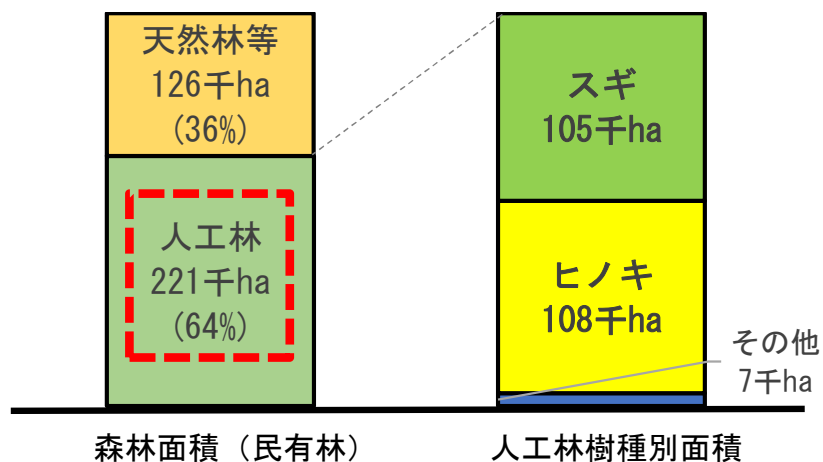 天然林等
126千ha
(36%)
人工林
221千ha
(64%)
スギ
105千ha
ヒノキ
108千ha
その他
7千ha
森林面積（民有林）
人工林樹種別面積